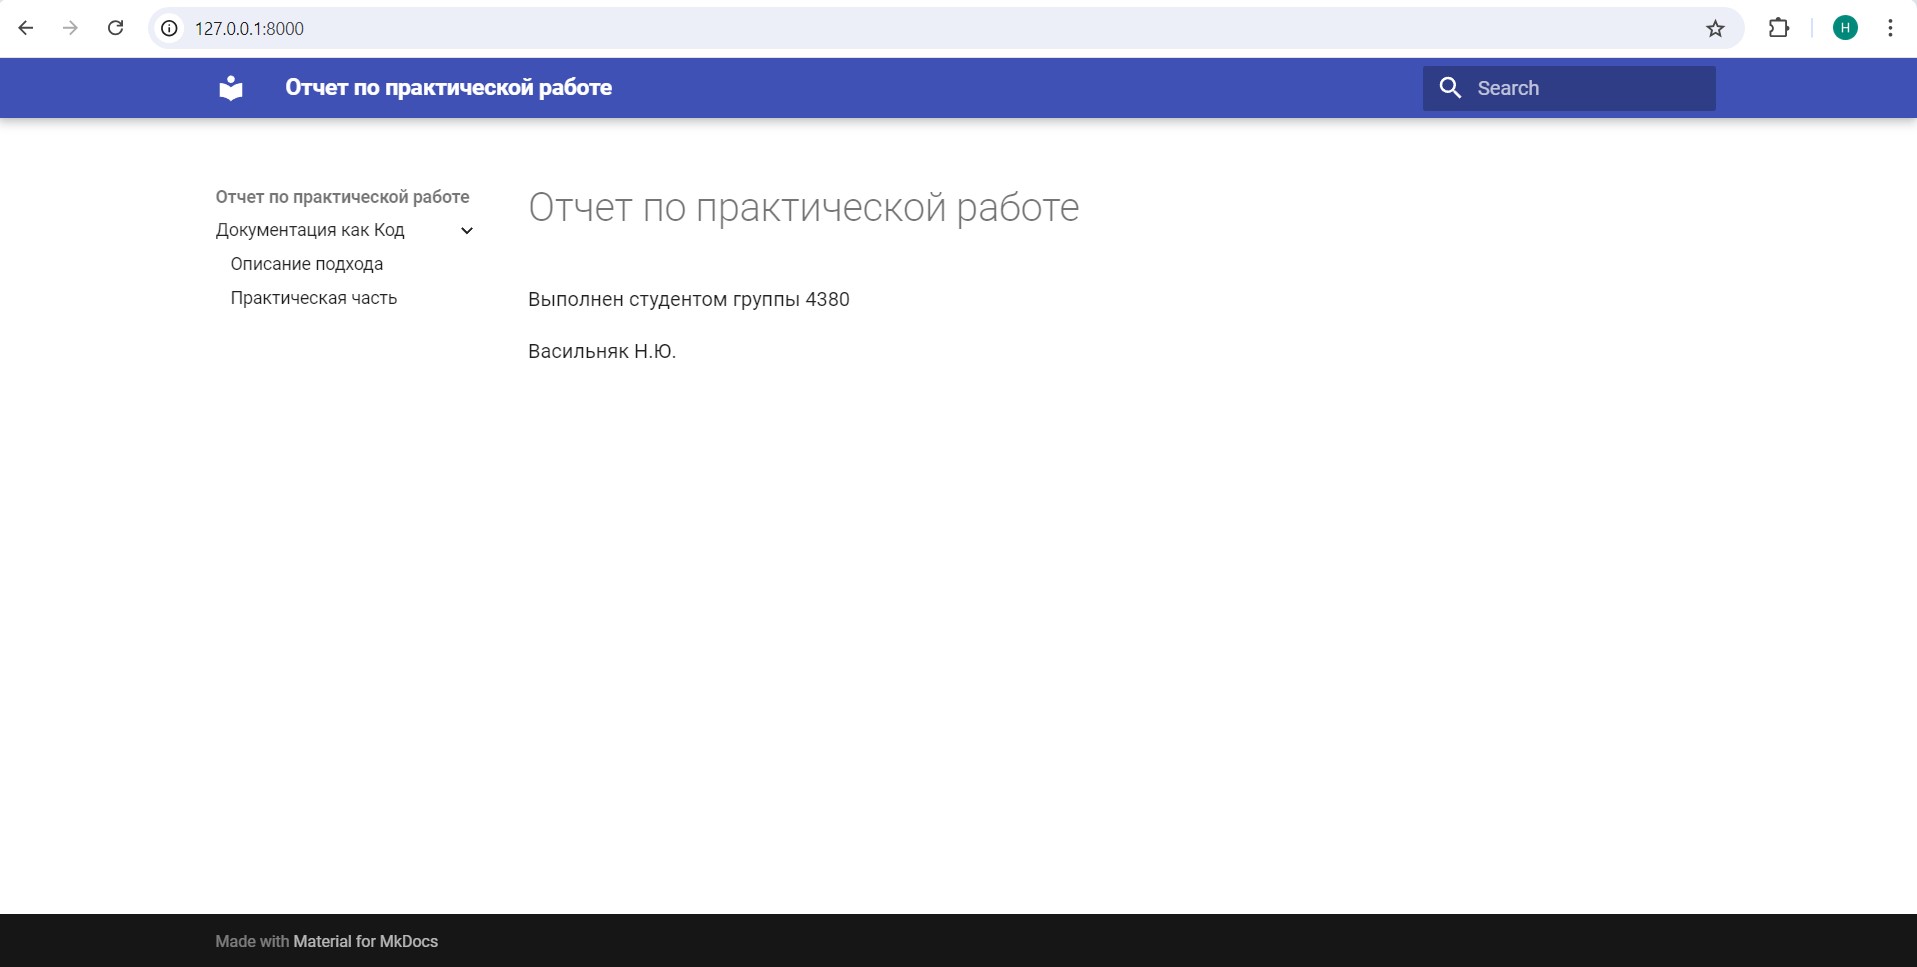 127.0.0.1:8000
H
Отчет по практической работе
Search
Отчет по практической работе
Документация как Код
Описание подхода
Практическая часть
Отчет по практической работе
Выполнен студентом группы 4380
Васильняк Н.Ю.
Made with Material for MkDocs